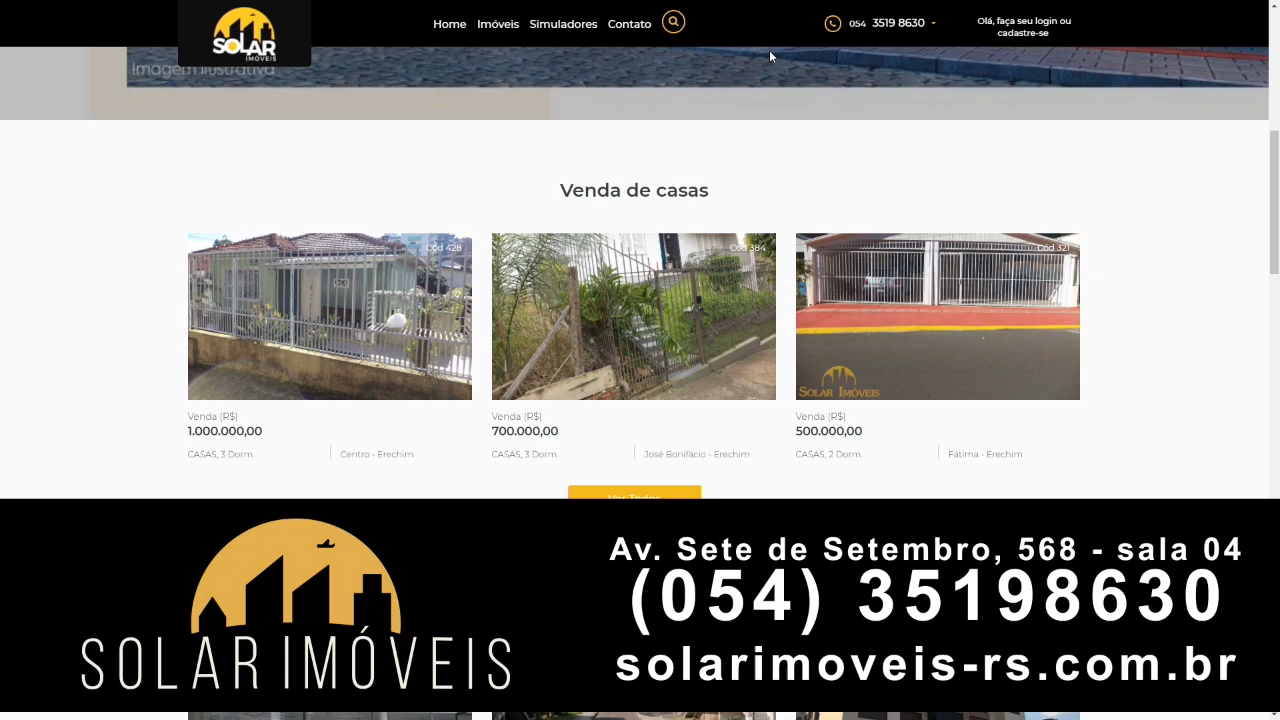 SOLAR
IMÓVEIS
Home Imóveis Simuladores Contato
054 3519 8630
Olá, faça seu login ou
cadastre-se
Imagem ilustrativa
Venda de casas
Cód 428
Cód 384
Cód 321
SOLAR IMÓVEIS
Venda (R$)
1.000.000,00
CASAS, 3 Dorm.
Centro - Erechim
Venda (R$)
700.000,00
CASAS, 3 Dorm.
José Bonifácio - Erechim
Venda (R$)
500.000,00
CASAS, 2 Dorm.
Fátima - Erechim
Ver Todos
SOLAR IMÓVEIS
Av. Sete de Setembro, 568 - sala 04
(054) 35198630
solarimoveis-rs.com.br